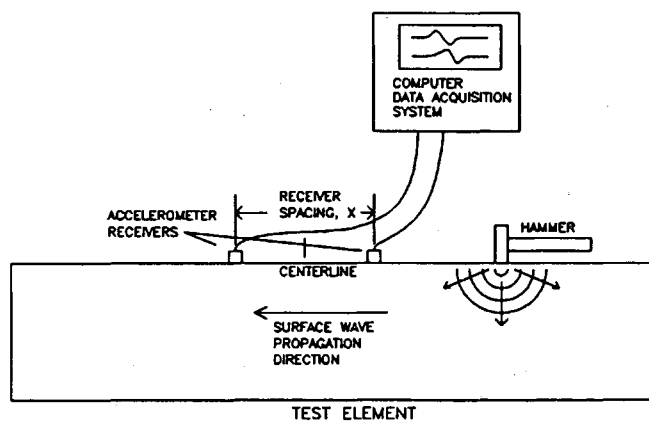 COMPUTER
DATA ACQUISITION
SYSTEM
RECEIVER
SPACING, X
ACCELEROMETER
RECEIVERS
HAMMER
CENTERLINE
SURFACE WAVE
PROPAGATION
DIRECTION
TEST ELEMENT